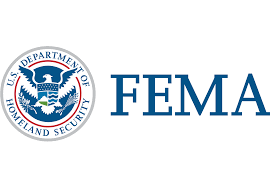 U.S. DEPARTMENT OF
HOMELAND SECURITY
FEMA